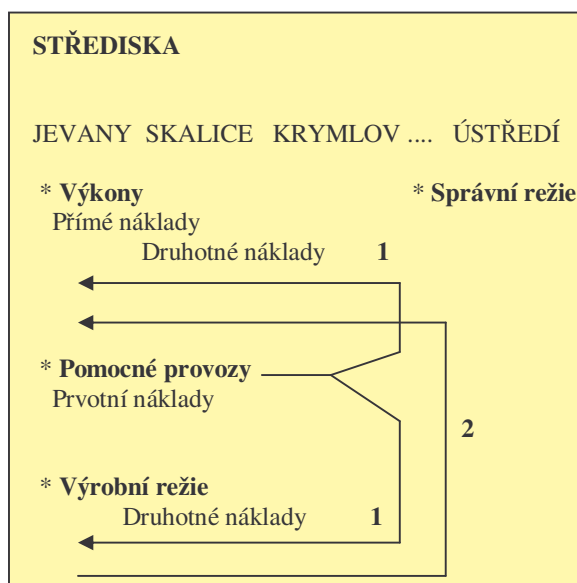 STŘEDISKA
JEVANY SKALICE KRYMLOV .... ÚSTŘEDÍ
* Výkony * Správní režie
Přímé náklady
Druhotné náklady 1
* Pomocné provozy
Prvotní náklady
2
* Výrobní režie
Druhotné náklady 1